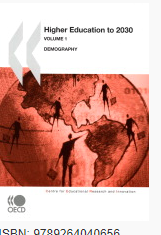 Higher Education to 2030
VOLUME 1
DEMOGRAPHY
Centre for Educational Research and Innovation
OECD
ISBN: 9789264040656